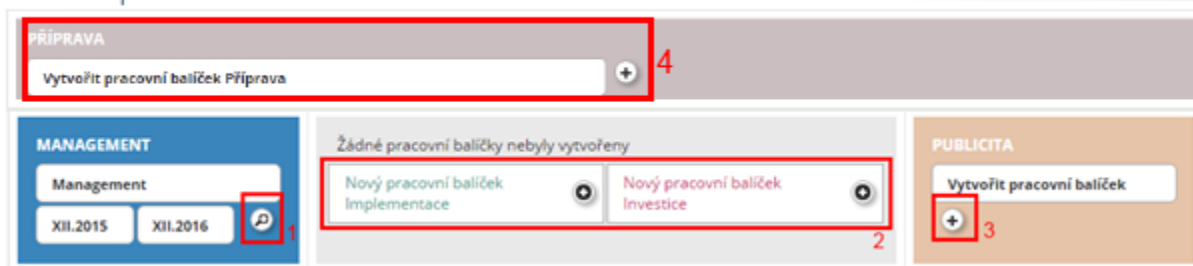 PŘÍPRAVA
Vytvořit pracovní balíček Příprava
4
MANAGEMENT
Management
XII.2015 XII.2016
1
Žádné pracovní balíčky nebyly vytvořeny
Nový pracovní balíček
Implementace
Nový pracovní balíček
Investice
2
PUBLICITA
Vytvořit pracovní balíček
3